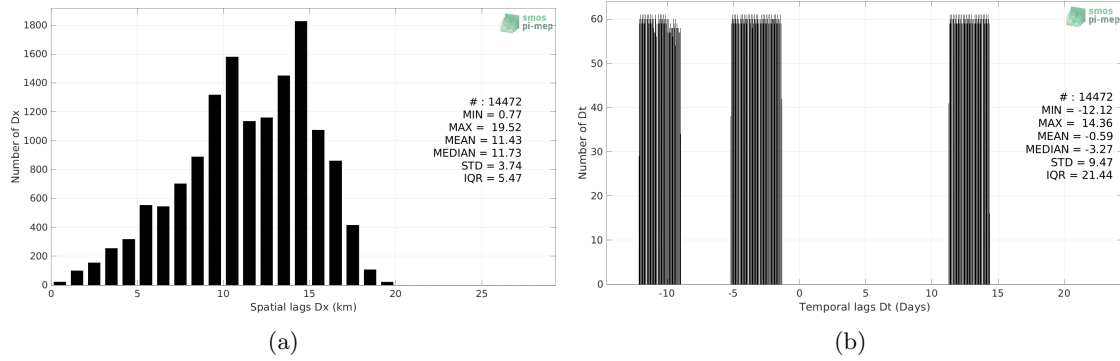 smos
pi-mep
1800
1600
1400
1200
1000
800
600
400
200
0
Number of Dx
# : 14472
MIN = 0.77
MAX = 19.52
MEAN = 11.43
MEDIAN = 11.73
STD = 3.74
IQR = 5.47
0 5 10 15 20 25
Spatial lags Dx (km)
(a)
smos
pi-mep
60
50
40
30
20
10
0
Number of Dt
# : 14472
MIN = -12.12
MAX = 14.36
MEAN = -0.59
MEDIAN = -3.27
STD = 9.47
IQR = 21.44
-10 -5 0 5 10 15 20
Temporal lags Dt (Days)
(b)